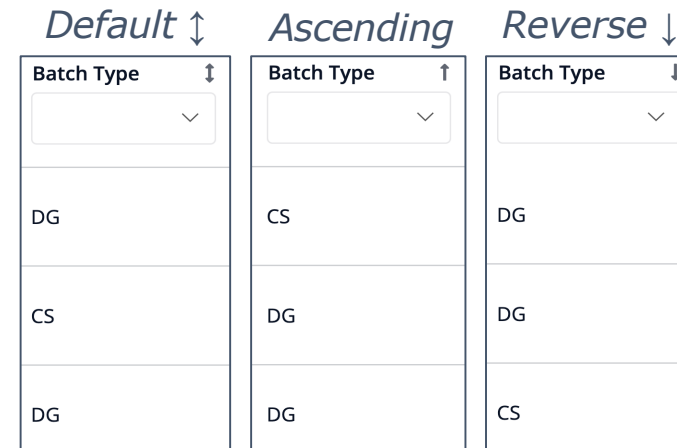 Default ↕
Batch Type
DG
CS
DG
Ascending
Batch Type
CS
DG
DG
Reverse ↓
Batch Type
DG
DG
CS